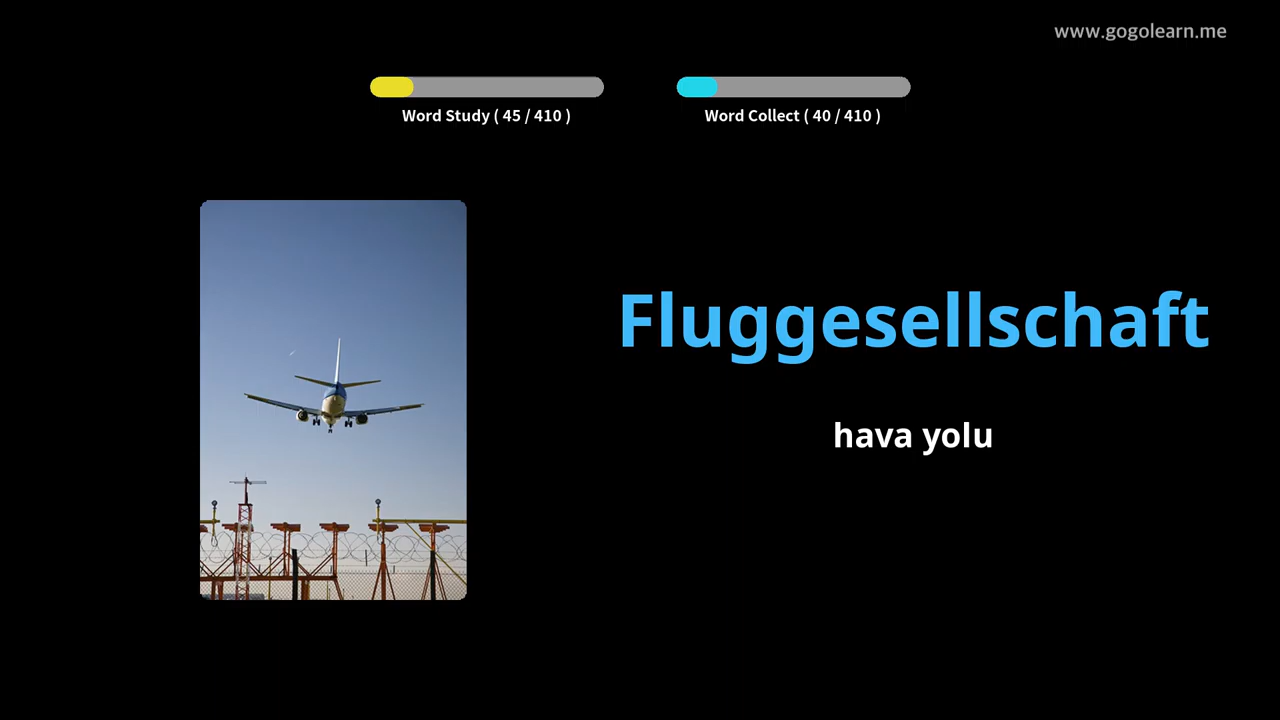 www.gogolearn.me
Word Study ( 45 / 410 )
Word Collect ( 40 / 410 )
Fluggesellschaft
hava yolu